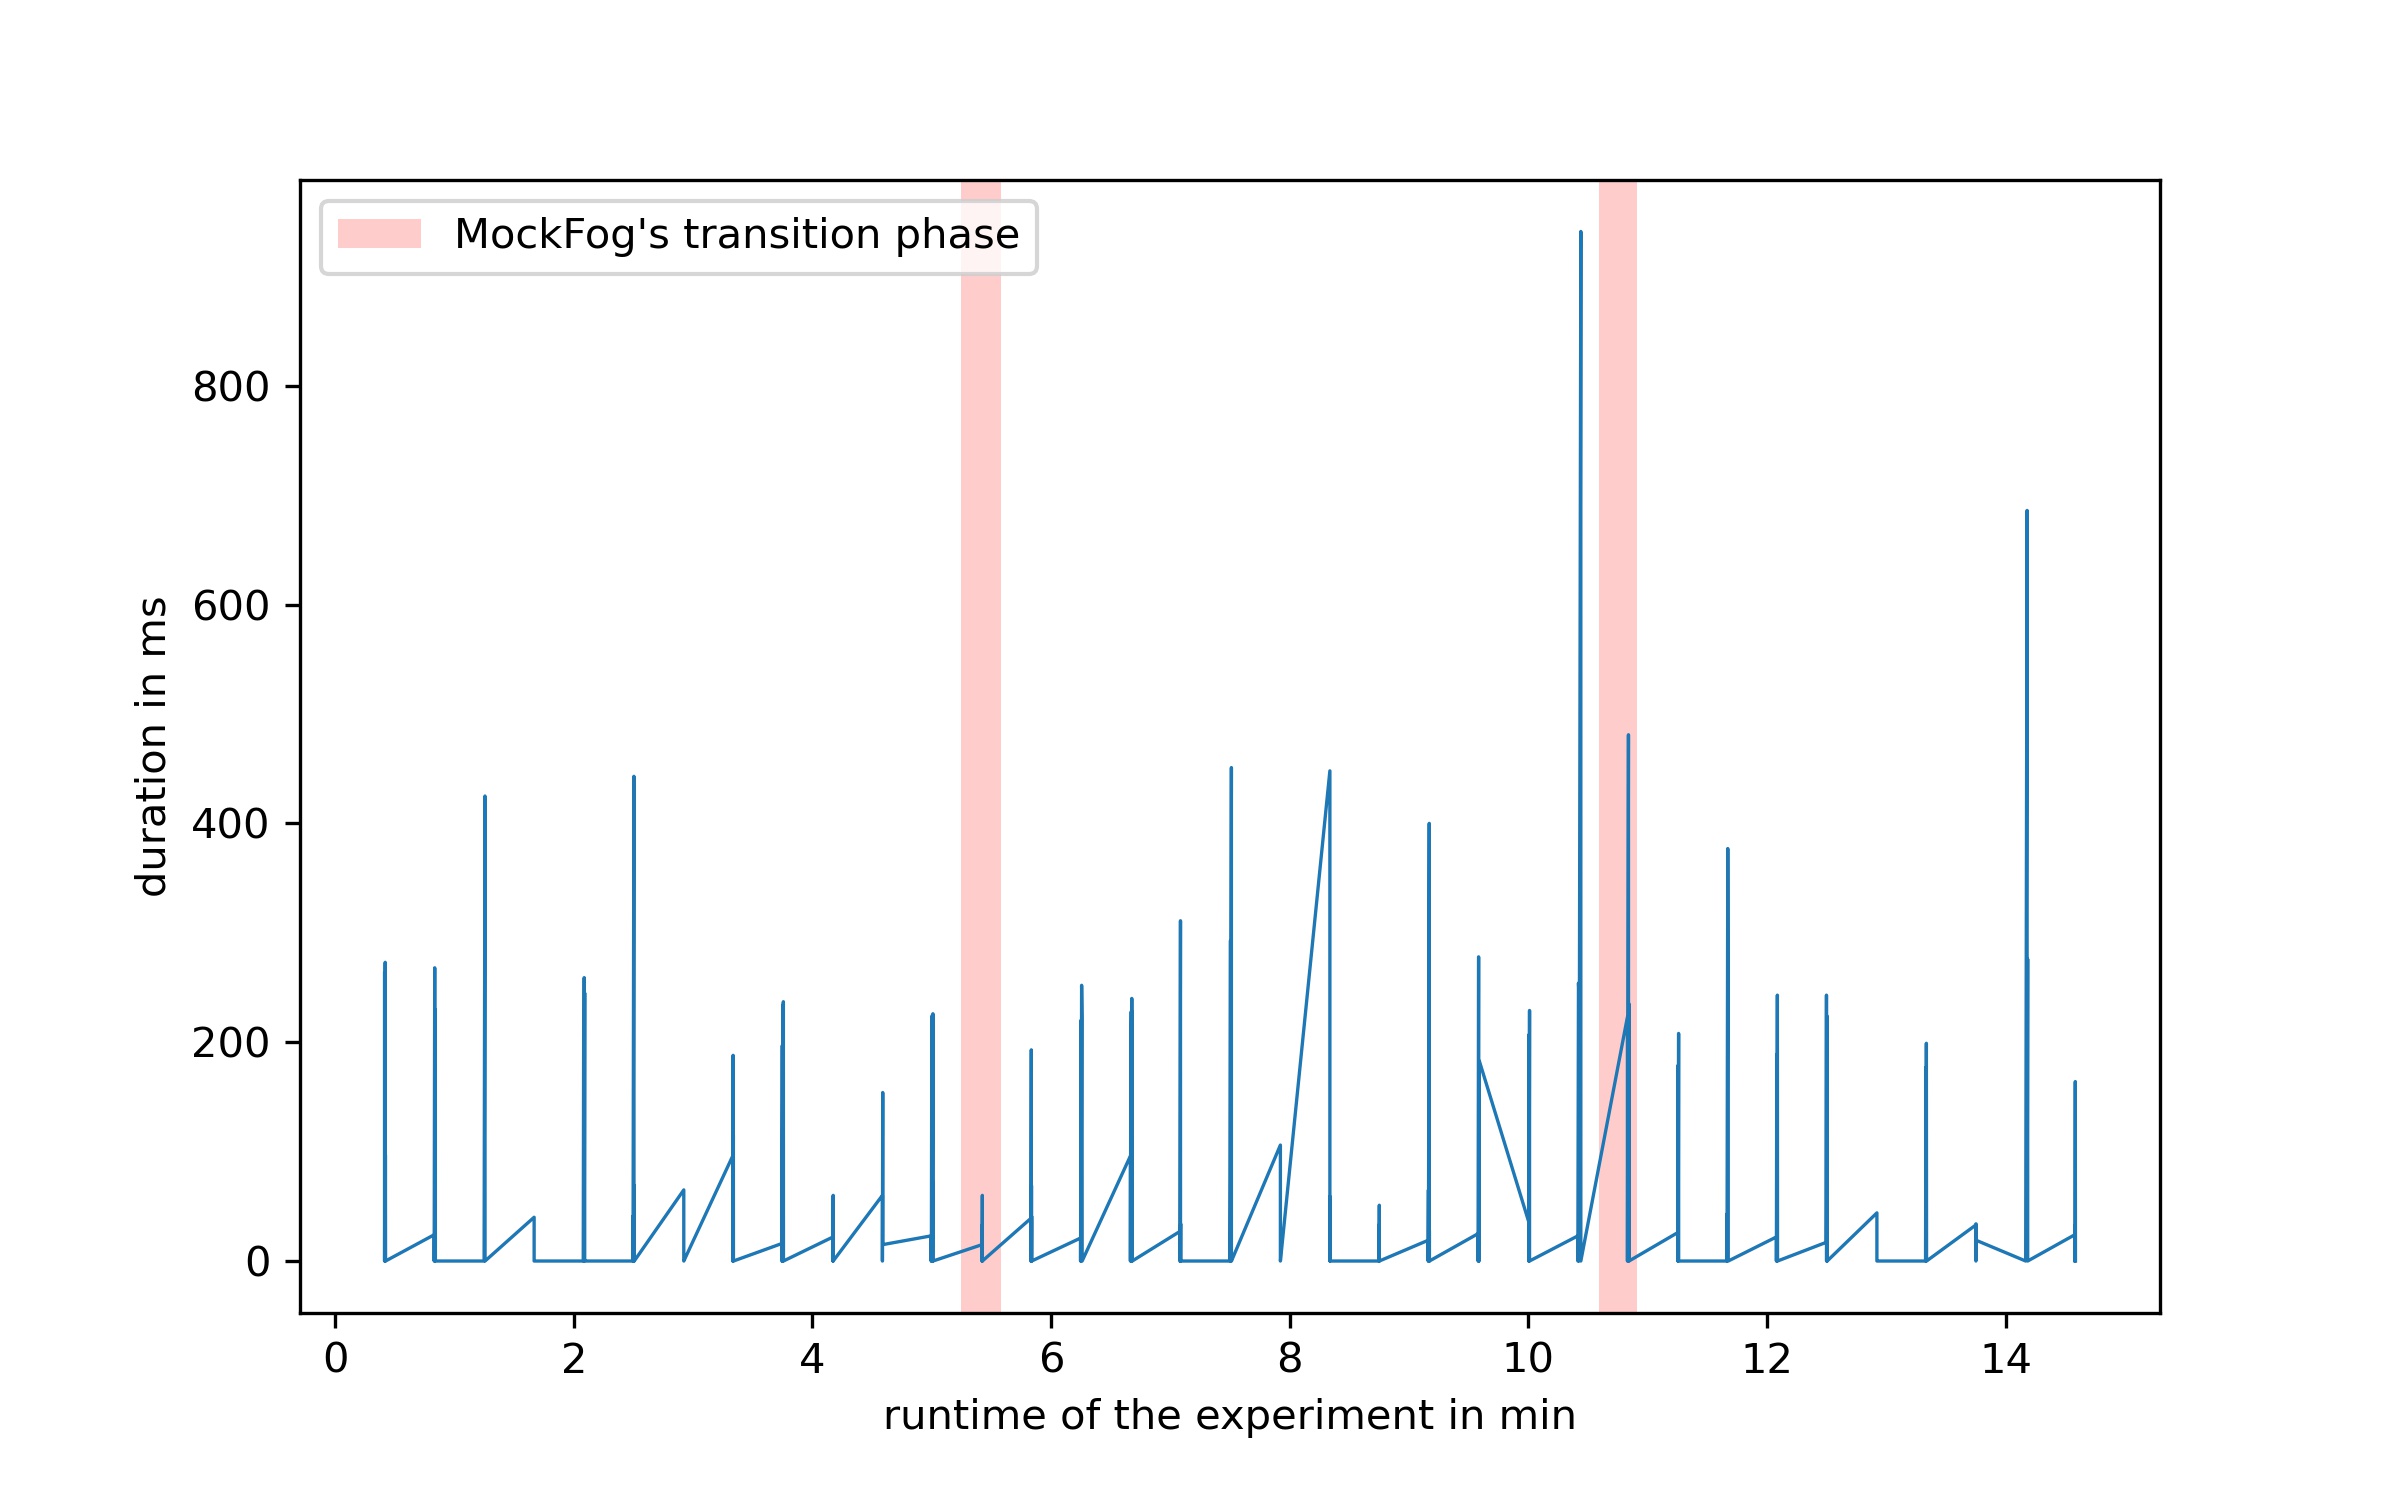 MockFog's transition phase
800
600
400
200
0
duration in ms
0 2 4 6 8 10 12 14
runtime of the experiment in min